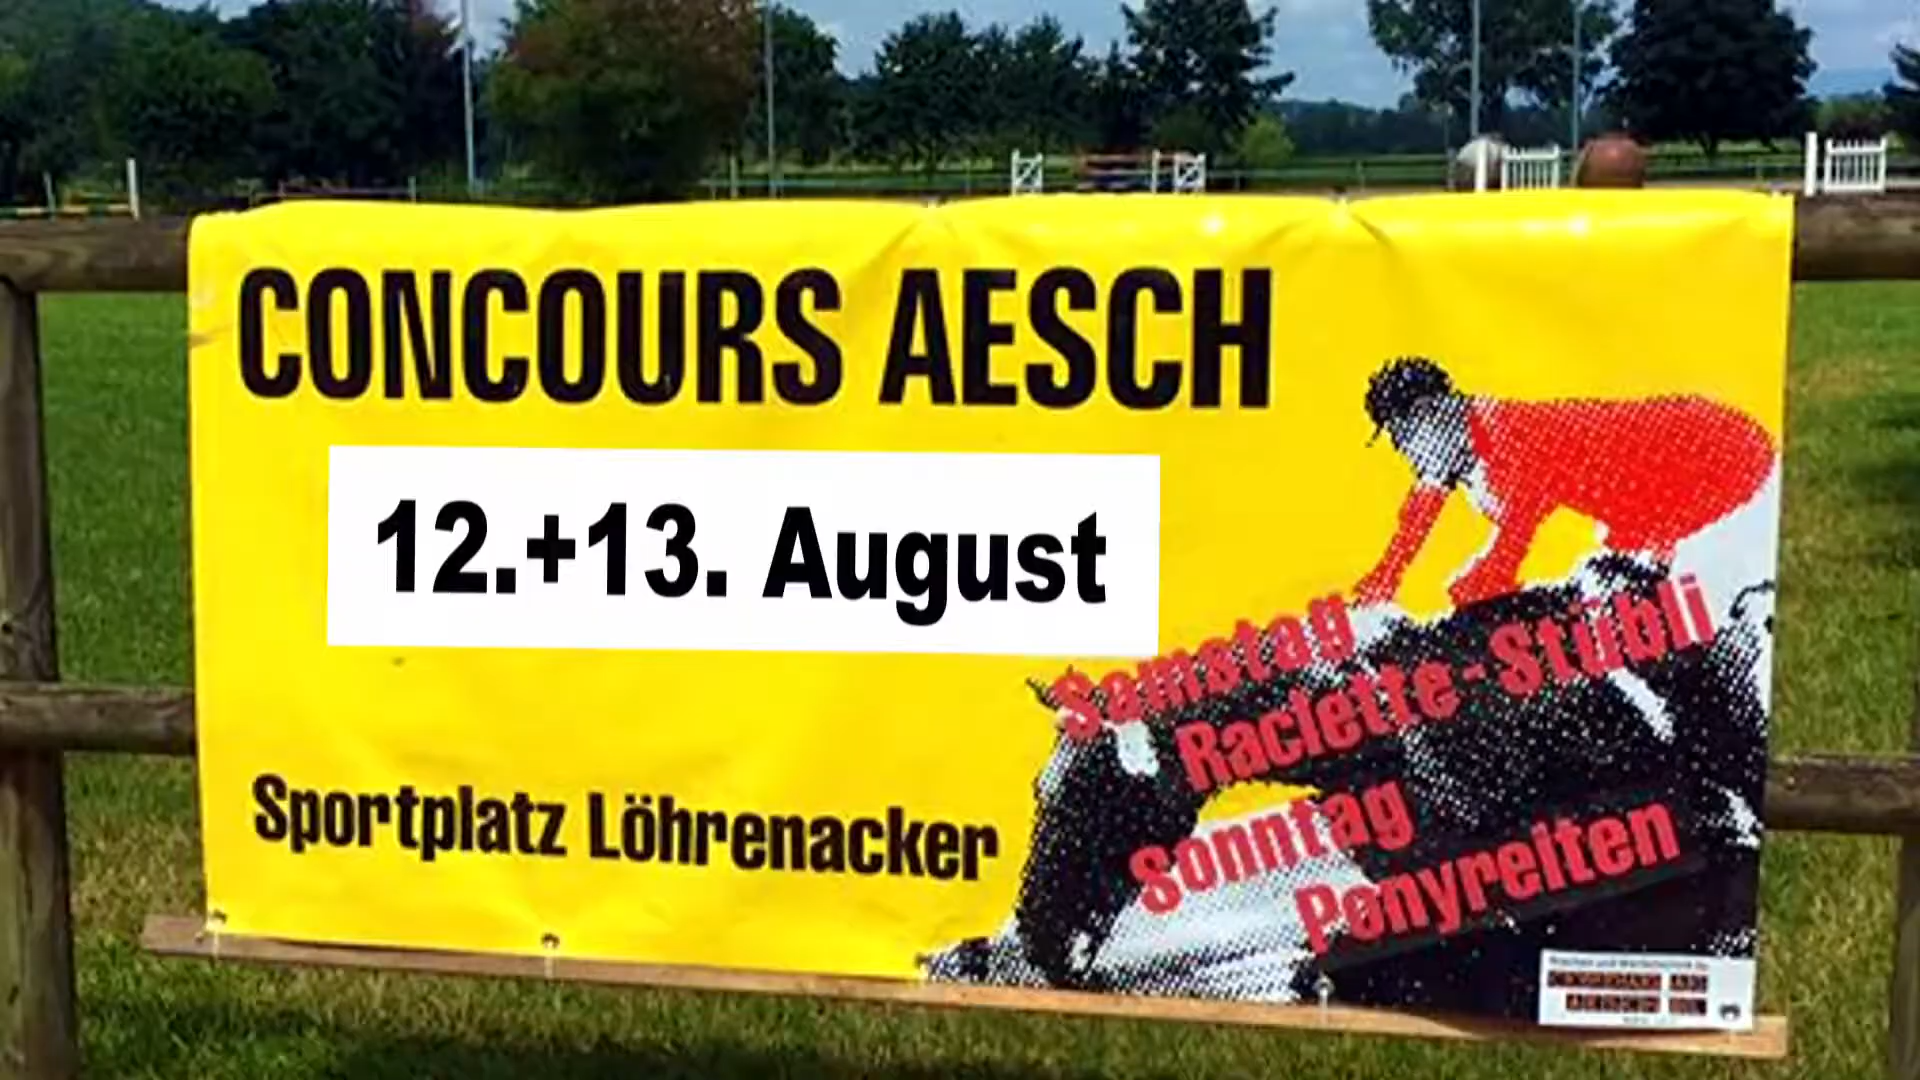 CONCOURS AESCH
12.+13. August
Samstag
Raclette-Stübli
Sonntag
Ponyreiten
Sportplatz Löhrenacker